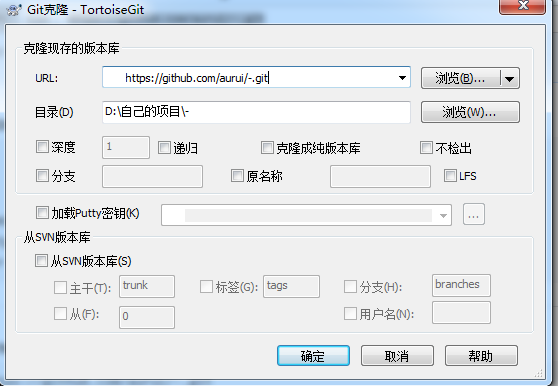 Git克隆 - TortoiseGit
克隆现存的版本库
URL: https://github.com/aurui/-.git 浏览(B)...
目录(D) D:\自己的项目\- 浏览(W)...
深度 1 递归 克隆成纯版本库 不检出
分支 原名称 LFS
加载Putty密钥(K) ...
从SVN版本库
从SVN版本库(S)
主干(T): trunk 标签(G): tags 分支(H): branches
从(F): 0 用户名(N):
确定 取消 帮助